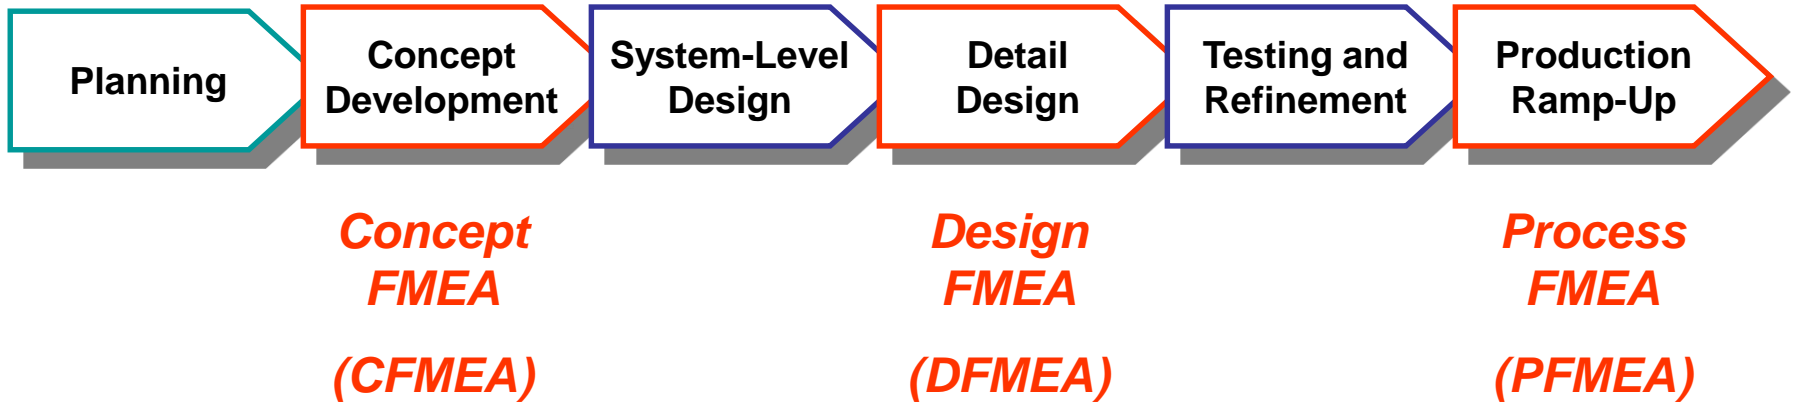 Planning
Concept
Development
System-Level
Design
Detail
Design
Testing and
Refinement
Production
Ramp-Up
Concept
FMEA
(CFMEA)
Design
FMEA
(DFMEA)
Process
FMEA
(PFMEA)